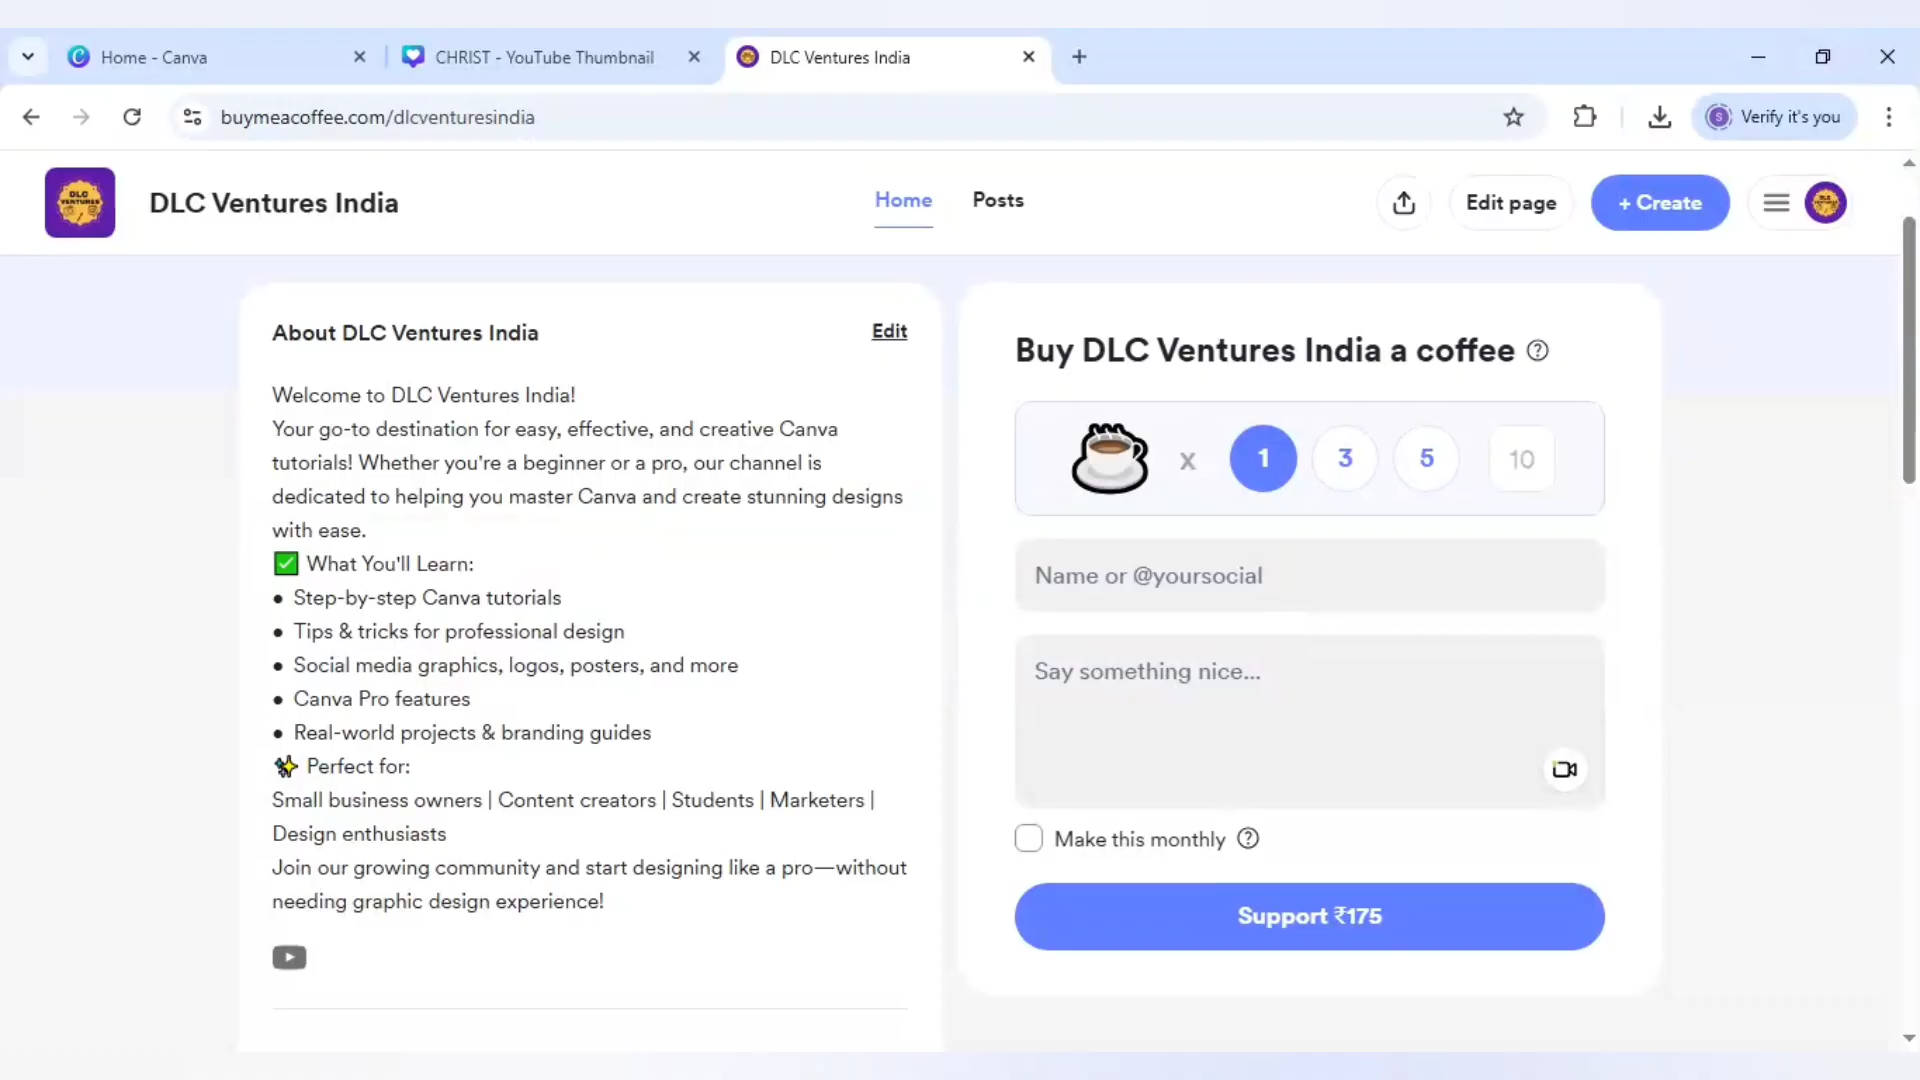 Home - Canva
CHRIST - YouTube Thumbnail
DLC Ventures India
buymeacoffee.com/dlcventuresindia
S
Verify it's you
DLC
VENTURES
DLC Ventures India
Home
Posts
Edit page
+ Create
About DLC Ventures India
Edit
Welcome to DLC Ventures India!
Your go-to destination for easy, effective, and creative Canva
tutorials! Whether you're a beginner or a pro, our channel is
dedicated to helping you master Canva and create stunning designs
with ease.
✅ What You'll Learn:
• Step-by-step Canva tutorials
• Tips & tricks for professional design
• Social media graphics, logos, posters, and more
• Canva Pro features
• Real-world projects & branding guides
✨ Perfect for:
Small business owners | Content creators | Students | Marketers |
Design enthusiasts
Join our growing community and start designing like a pro—without
needing graphic design experience!
Buy DLC Ventures India a coffee
x
1
3
5
10
Name or @yoursocial
Say something nice...
Make this monthly
Support ₹175